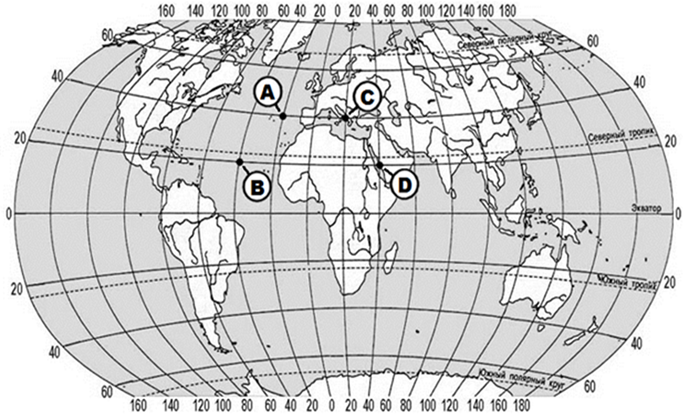 160 140 120 100 80 60 40 20 0 20 40 60 80 100 120 140 160 180
60 Северный полярный круг 60
40 40
A C
20 Северный тропик 20
B D
0 Экватор 0
20 Южный тропик 20
40 40
60 Южный полярный круг 60
160 140 120 100 80 60 40 20 0 20 40 60 80 100 120 140 160 180